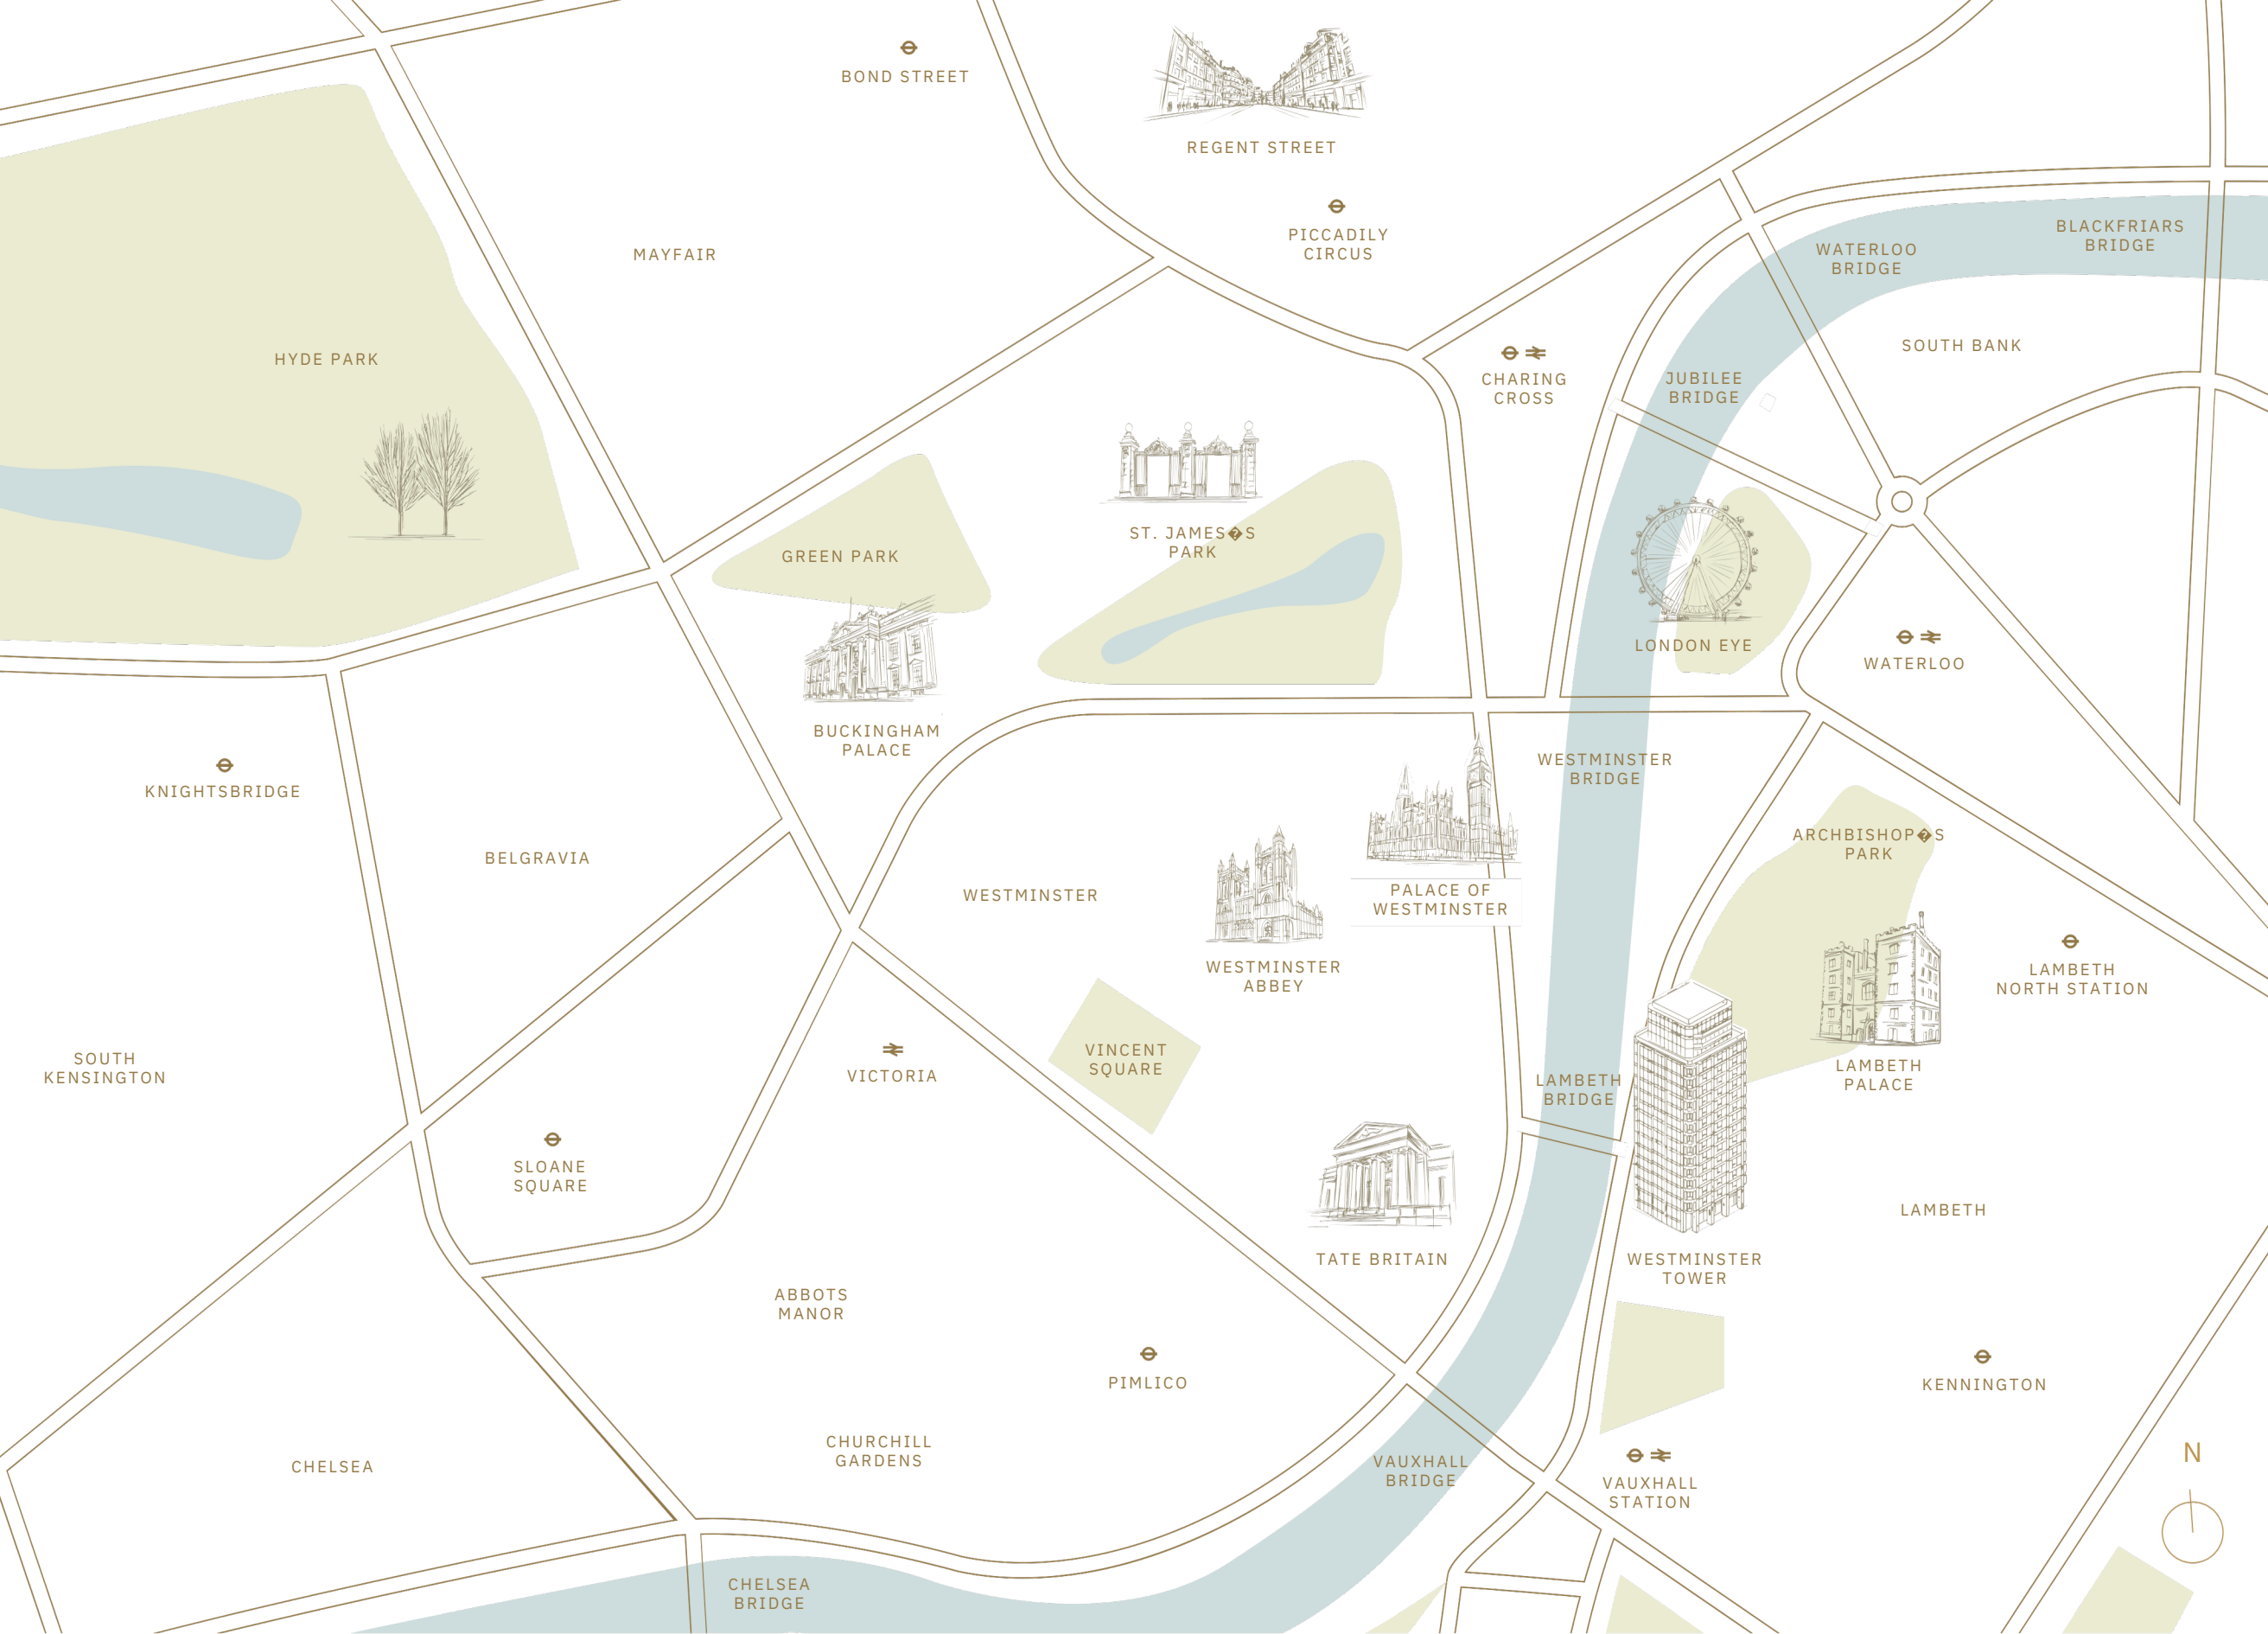 BOND STREET
REGENT STREET
PICCADILY
CIRCUS
MAYFAIR
WATERLOO
BRIDGE
BLACKFRIARS
BRIDGE
HYDE PARK
CHARING
CROSS
JUBILEE
BRIDGE
SOUTH BANK
GREEN PARK
ST. JAMES�S
PARK
LONDON EYE
WATERLOO
BUCKINGHAM
PALACE
KNIGHTSBRIDGE
WESTMINSTER
BRIDGE
ARCHBISHOP�S
PARK
BELGRAVIA
WESTMINSTER
PALACE OF
WESTMINSTER
WESTMINSTER
ABBEY
LAMBETH
NORTH STATION
SOUTH
KENSINGTON
VICTORIA
VINCENT
SQUARE
LAMBETH
BRIDGE
LAMBETH
PALACE
SLOANE
SQUARE
LAMBETH
TATE BRITAIN
WESTMINSTER
TOWER
ABBOTS
MANOR
PIMLICO
KENNINGTON
CHELSEA
CHURCHILL
GARDENS
VAUXHALL
BRIDGE
VAUXHALL
STATION
N
CHELSEA
BRIDGE